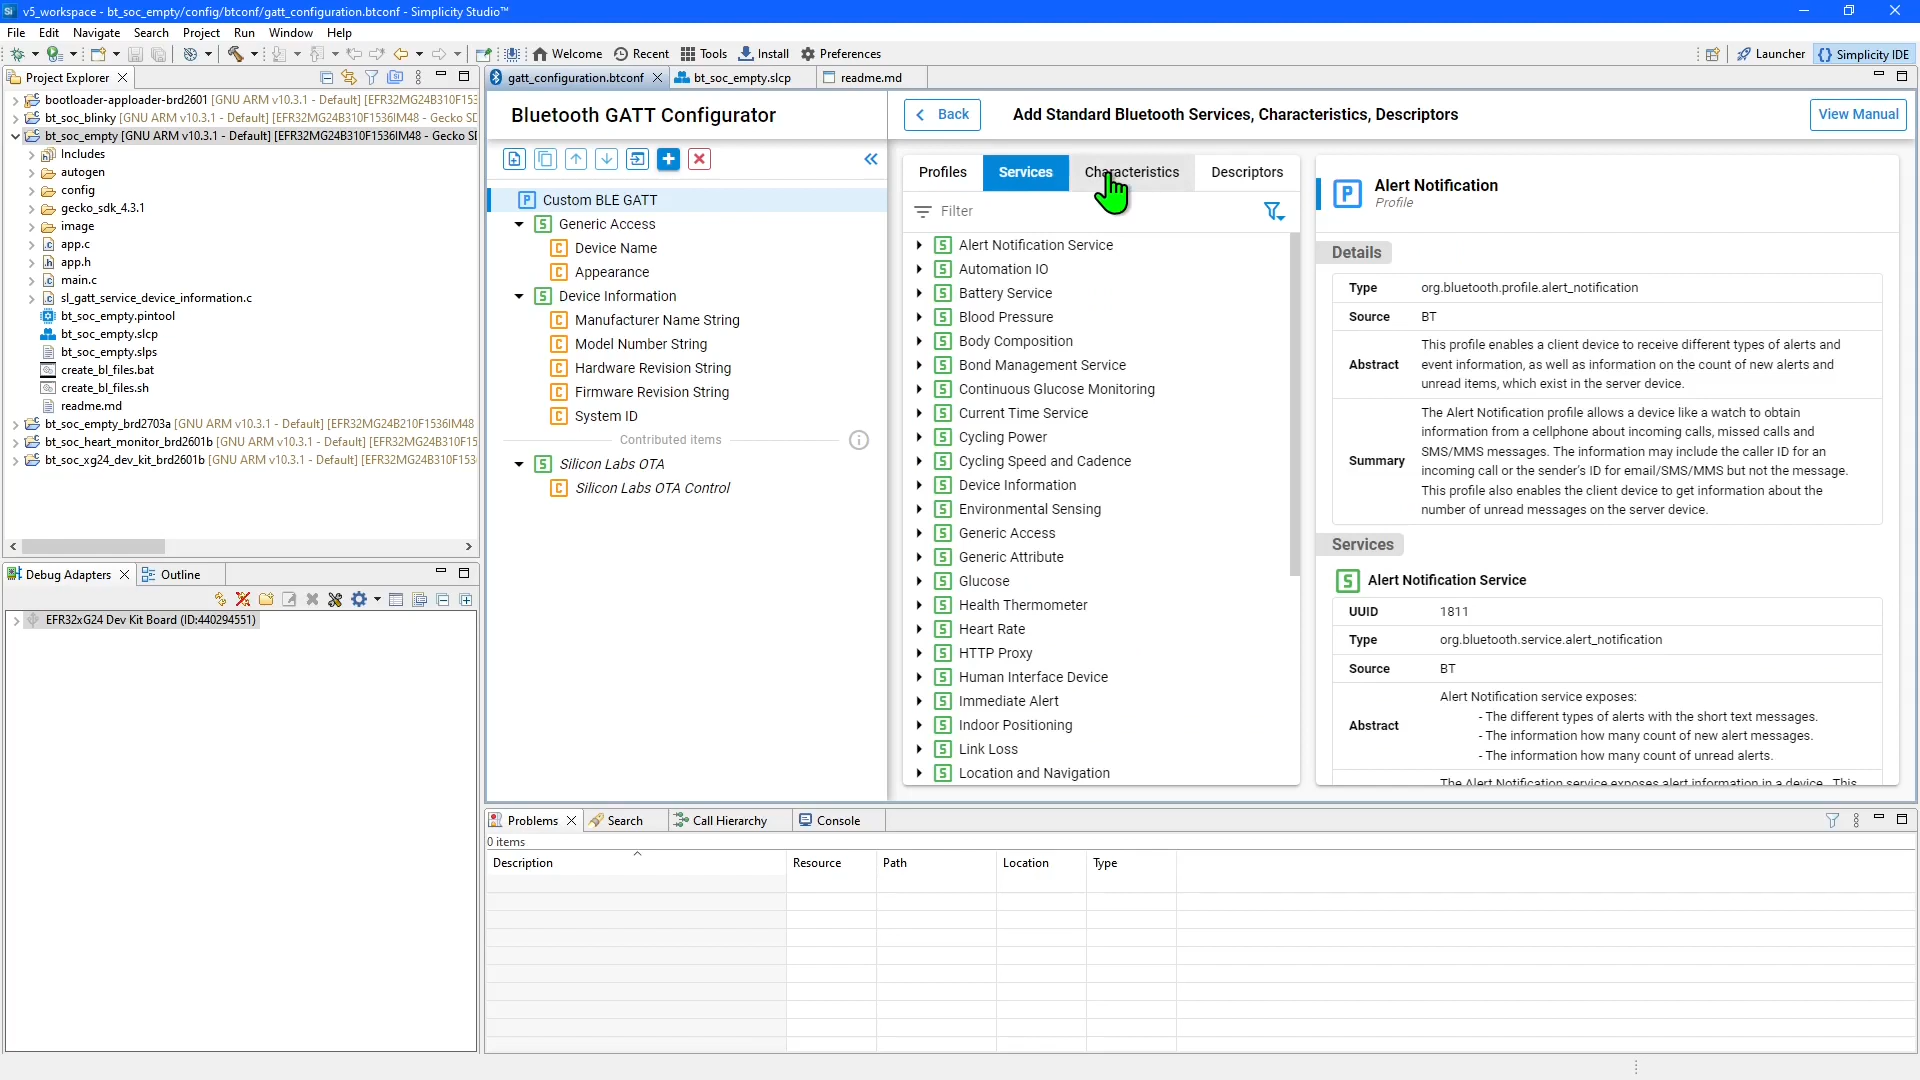 v5_workspace - bt_soc_empty/config/btconf/gatt_configuration.btconf - Simplicity Studio™
File Edit Navigate Search Project Run Window Help
Welcome Recent Tools Install Preferences Launcher Simplicity IDE
Project Explorer
bootloader-apploader-brd2601 [GNU ARM v10.3.1 - Default] [EFR32MG24B310F153
bt_soc_blinky [GNU ARM v10.3.1 - Default] [EFR32MG24B310F1536IM48 - Gecko SD
bt_soc_empty [GNU ARM v10.3.1 - Default] [EFR32MG24B310F1536IM48 - Gecko SD
Includes
autogen
config
gecko_sdk_4.3.1
image
app.c
app.h
main.c
sl_gatt_service_device_information.c
bt_soc_empty.pintool
bt_soc_empty.slcp
bt_soc_empty.slps
create_bl_files.bat
create_bl_files.sh
readme.md
bt_soc_empty_brd2703a [GNU ARM v10.3.1 - Default] [EFR32MG24B210F1536IM48
bt_soc_heart_monitor_brd2601b [GNU ARM v10.3.1 - Default] [EFR32MG24B310F15
bt_soc_xg24_dev_kit_brd2601b [GNU ARM v10.3.1 - Default] [EFR32MG24B310F153
Debug Adapters Outline
EFR32xG24 Dev Kit Board (ID:440294551)
gatt_configuration.btconf bt_soc_empty.slcp readme.md
Bluetooth GATT Configurator
P Custom BLE GATT
S Generic Access
C Device Name
C Appearance
S Device Information
C Manufacturer Name String
C Model Number String
C Hardware Revision String
C Firmware Revision String
C System ID
Contributed items
S Silicon Labs OTA
C Silicon Labs OTA Control
Back Add Standard Bluetooth Services, Characteristics, Descriptors View Manual
Profiles Services Characteristics Descriptors
Filter
S Alert Notification Service
S Automation IO
S Battery Service
S Blood Pressure
S Body Composition
S Bond Management Service
S Continuous Glucose Monitoring
S Current Time Service
S Cycling Power
S Cycling Speed and Cadence
S Device Information
S Environmental Sensing
S Generic Access
S Generic Attribute
S Glucose
S Health Thermometer
S Heart Rate
S HTTP Proxy
S Human Interface Device
S Immediate Alert
S Indoor Positioning
S Link Loss
S Location and Navigation
P Alert Notification
Profile
Details
Type org.bluetooth.profile.alert_notification
Source BT
Abstract This profile enables a client device to receive different types of alerts and
event information, as well as information on the count of new alerts and
unread items, which exist in the server device.
Summary The Alert Notification profile allows a device like a watch to obtain
information from a cellphone about incoming calls, missed calls and
SMS/MMS messages. The information may include the caller ID for an
incoming call or the sender's ID for email/SMS/MMS but not the message.
This profile also enables the client device to get information about the
number of unread messages on the server device.
Services
S Alert Notification Service
UUID 1811
Type org.bluetooth.service.alert_notification
Source BT
Abstract Alert Notification service exposes:
- The different types of alerts with the short text messages.
- The information how many count of new alert messages.
- The information how many count of unread alerts.
The Alert Notification service exposes alert information in a device. This
Problems Search Call Hierarchy Console
0 items
Description Resource Path Location Type